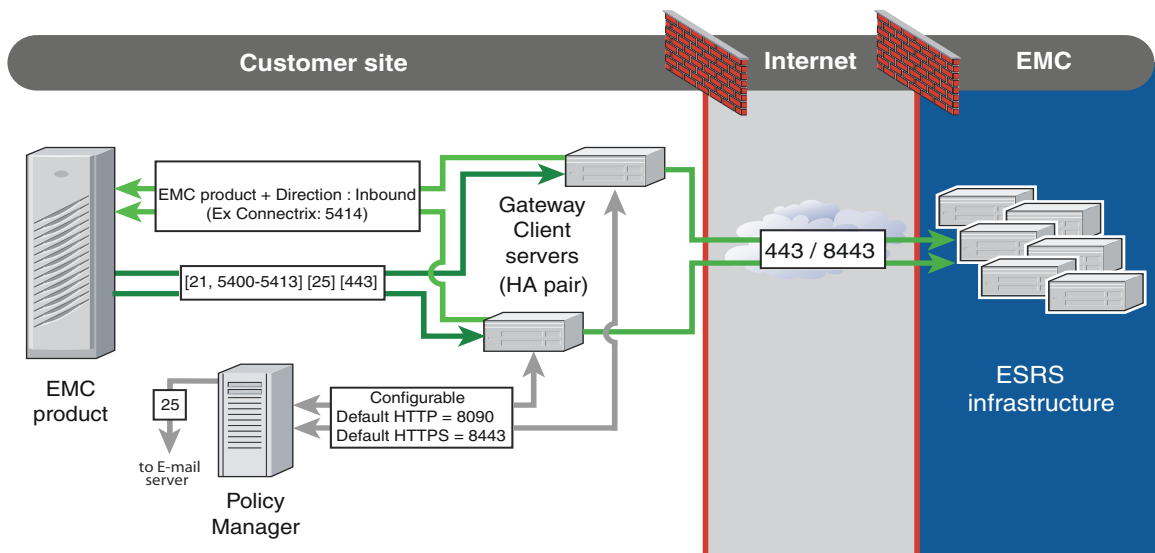 Customer site
Internet
EMC
EMC product + Direction : Inbound
(Ex Connectrix: 5414)
Gateway
Client
servers
(HA pair)
443 / 8443
[21, 5400-5413] [25] [443]
EMC
product
25
to E-mail
server
Configurable
Default HTTP = 8090
Default HTTPS = 8443
Policy
Manager
ESRS
infrastructure